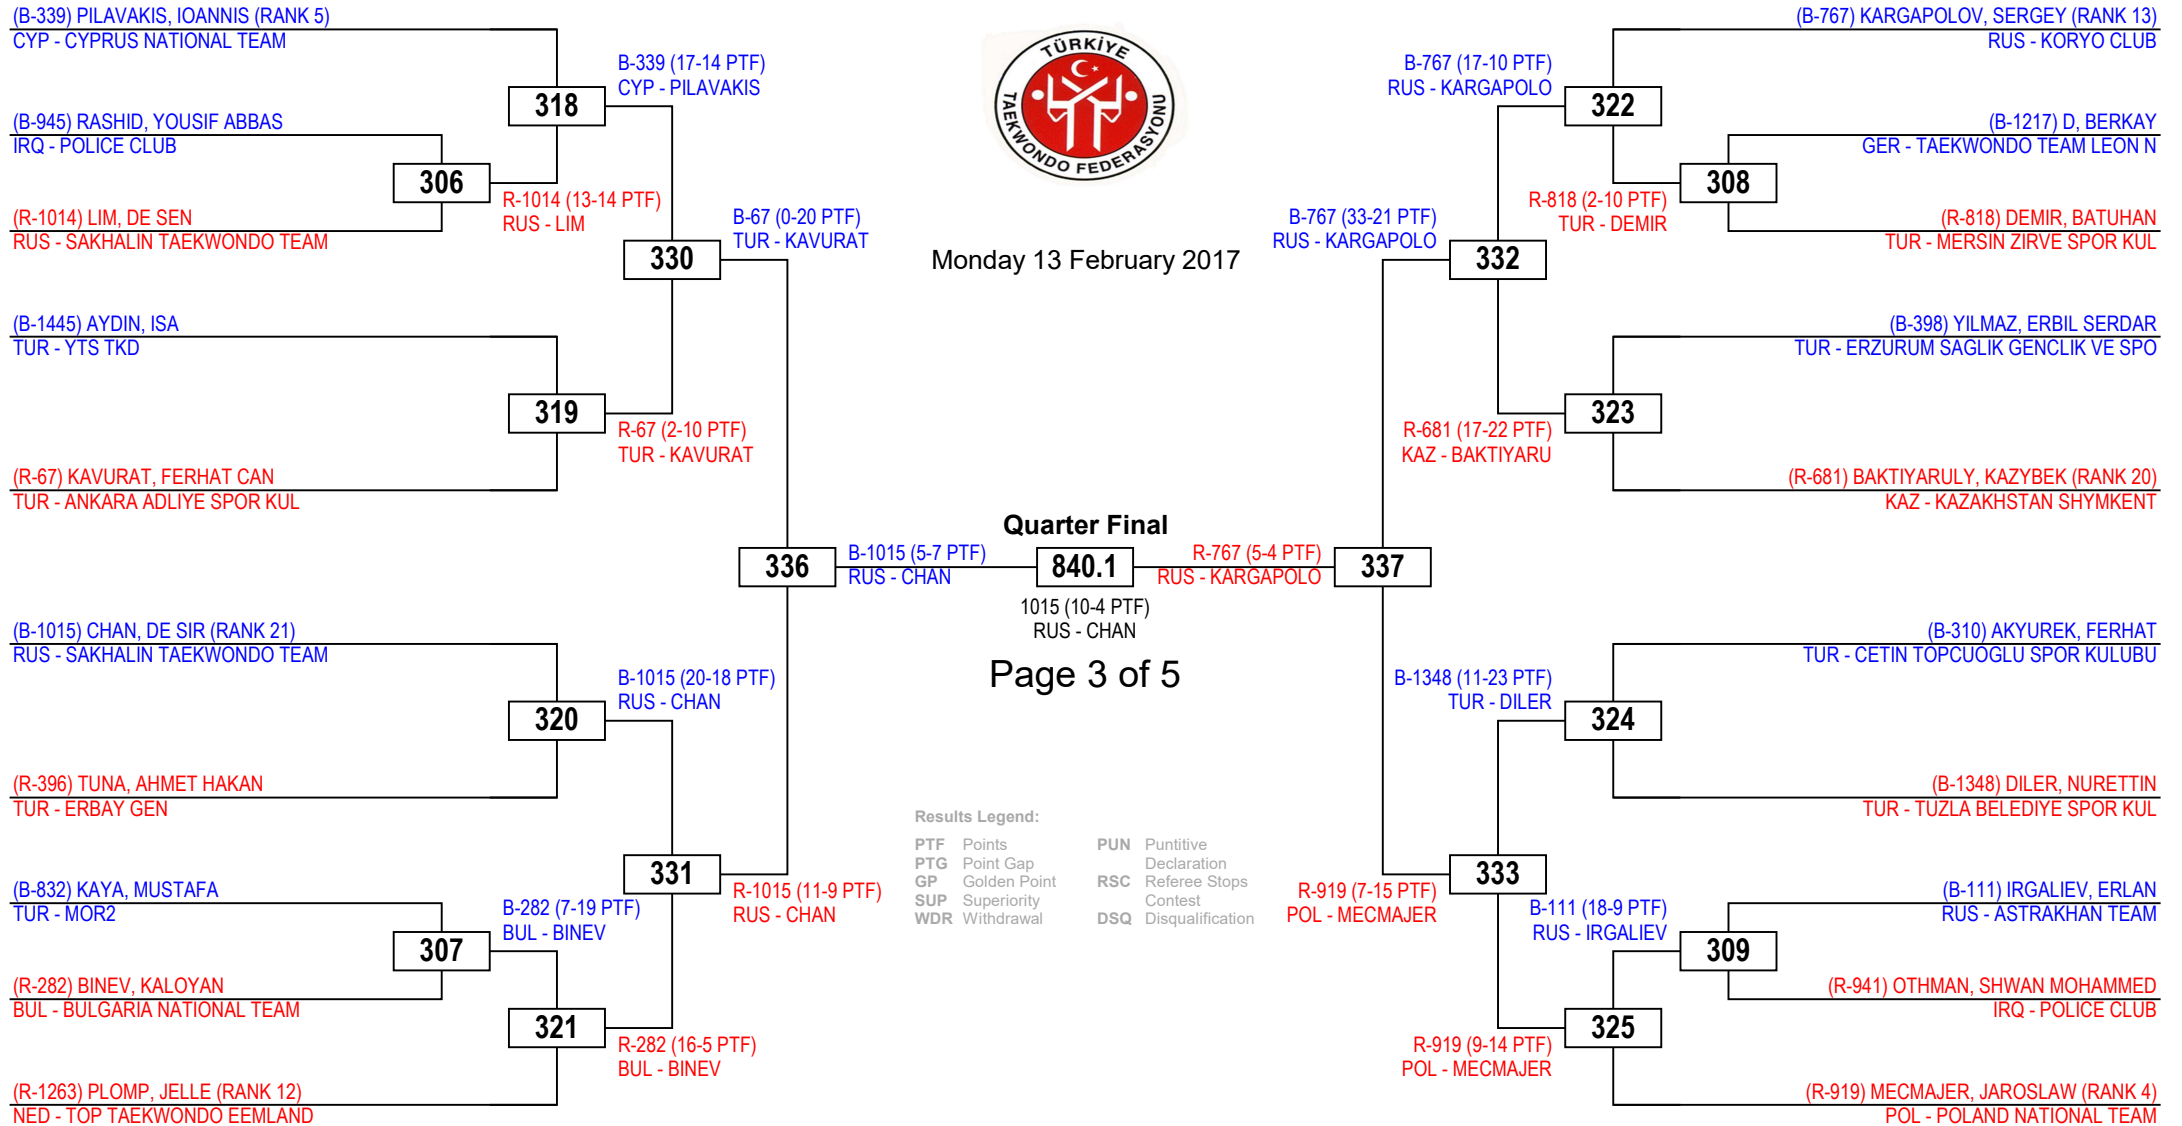 (B-339) PILAVAKIS, IOANNIS (RANK 5)
CYP - CYPRUS NATIONAL TEAM
(B-945) RASHID, YOUSIF ABBAS
IRQ - POLICE CLUB
306
(R-1014) LIM, DE SEN
RUS - SAKHALIN TAEKWONDO TEAM
318
R-1014 (13-14 PTF)
RUS - LIM
B-339 (17-14 PTF)
CYP - PILAVAKIS
330
B-67 (0-20 PTF)
TUR - KAVURAT
(B-1445) AYDIN, ISA
TUR - YTS TKD
319
R-67 (2-10 PTF)
TUR - KAVURAT
(R-67) KAVURAT, FERHAT CAN
TUR - ANKARA ADLIYE SPOR KUL
336
B-1015 (5-7 PTF)
RUS - CHAN
(B-1015) CHAN, DE SIR (RANK 21)
RUS - SAKHALIN TAEKWONDO TEAM
320
B-1015 (20-18 PTF)
RUS - CHAN
(R-396) TUNA, AHMET HAKAN
TUR - ERBAY GEN
331
R-1015 (11-9 PTF)
RUS - CHAN
(B-832) KAYA, MUSTAFA
TUR - MOR2
307
B-282 (7-19 PTF)
BUL - BINEV
(R-282) BINEV, KALOYAN
BUL - BULGARIA NATIONAL TEAM
321
R-282 (16-5 PTF)
BUL - BINEV
(R-1263) PLOMP, JELLE (RANK 12)
NED - TOP TAEKWONDO EEMLAND
TÜRKİYE
TAEKWONDO FEDERASYONU
Monday 13 February 2017
Quarter Final
840.1
1015 (10-4 PTF)
RUS - CHAN
Page 3 of 5
Results Legend:
PTF Points
PTG Point Gap
GP Golden Point
SUP Superiority
WDR Withdrawal
PUN Puntitive
Declaration
RSC Referee Stops
Contest
DSQ Disqualification
(B-767) KARGAPOLOV, SERGEY (RANK 13)
RUS - KORYO CLUB
B-767 (17-10 PTF)
RUS - KARGAPOLO
322
(B-1217) D, BERKAY
GER - TAEKWONDO TEAM LEON N
308
R-818 (2-10 PTF)
TUR - DEMIR
(R-818) DEMIR, BATUHAN
TUR - MERSIN ZIRVE SPOR KUL
B-767 (33-21 PTF)
RUS - KARGAPOLO
332
(B-398) YILMAZ, ERBIL SERDAR
TUR - ERZURUM SAGLIK GENCLIK VE SPO
323
R-681 (17-22 PTF)
KAZ - BAKTIYARU
(R-681) BAKTIYARULY, KAZYBEK (RANK 20)
KAZ - KAZAKHSTAN SHYMKENT
R-767 (5-4 PTF)
RUS - KARGAPOLO
337
(B-310) AKYUREK, FERHAT
TUR - CETIN TOPCUOGLU SPOR KULUBU
B-1348 (11-23 PTF)
TUR - DILER
324
(B-1348) DILER, NURETTIN
TUR - TUZLA BELEDIYE SPOR KUL
333
R-919 (7-15 PTF)
POL - MECMAJER
(B-111) IRGALIEV, ERLAN
RUS - ASTRAKHAN TEAM
B-111 (18-9 PTF)
RUS - IRGALIEV
309
(R-941) OTHMAN, SHWAN MOHAMMED
IRQ - POLICE CLUB
325
R-919 (9-14 PTF)
POL - MECMAJER
(R-919) MECMAJER, JAROSLAW (RANK 4)
POL - POLAND NATIONAL TEAM